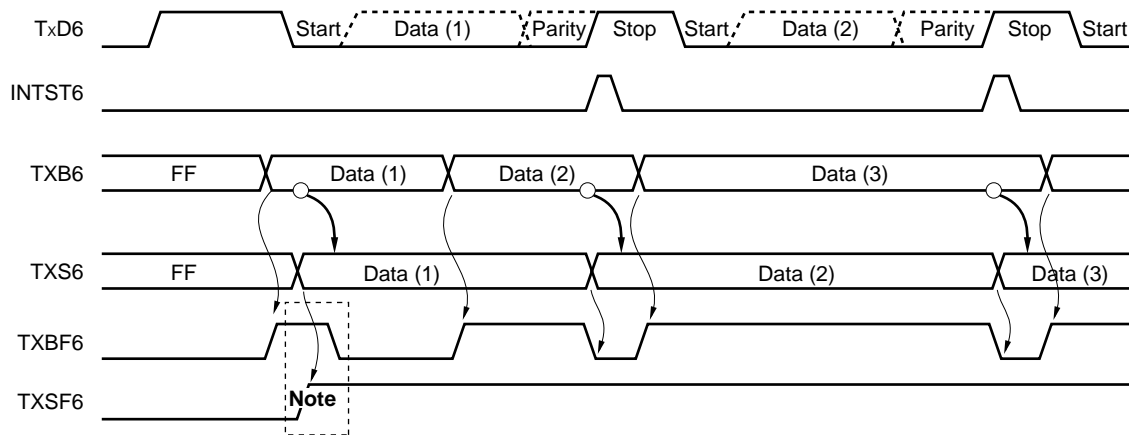 TxD6 Start Data (1) Parity Stop Start Data (2) Parity Stop Start
INTST6
TXB6 FF Data (1) Data (2) Data (3)
TXS6 FF Data (1) Data (2) Data (3)
TXBF6
TXSF6 Note